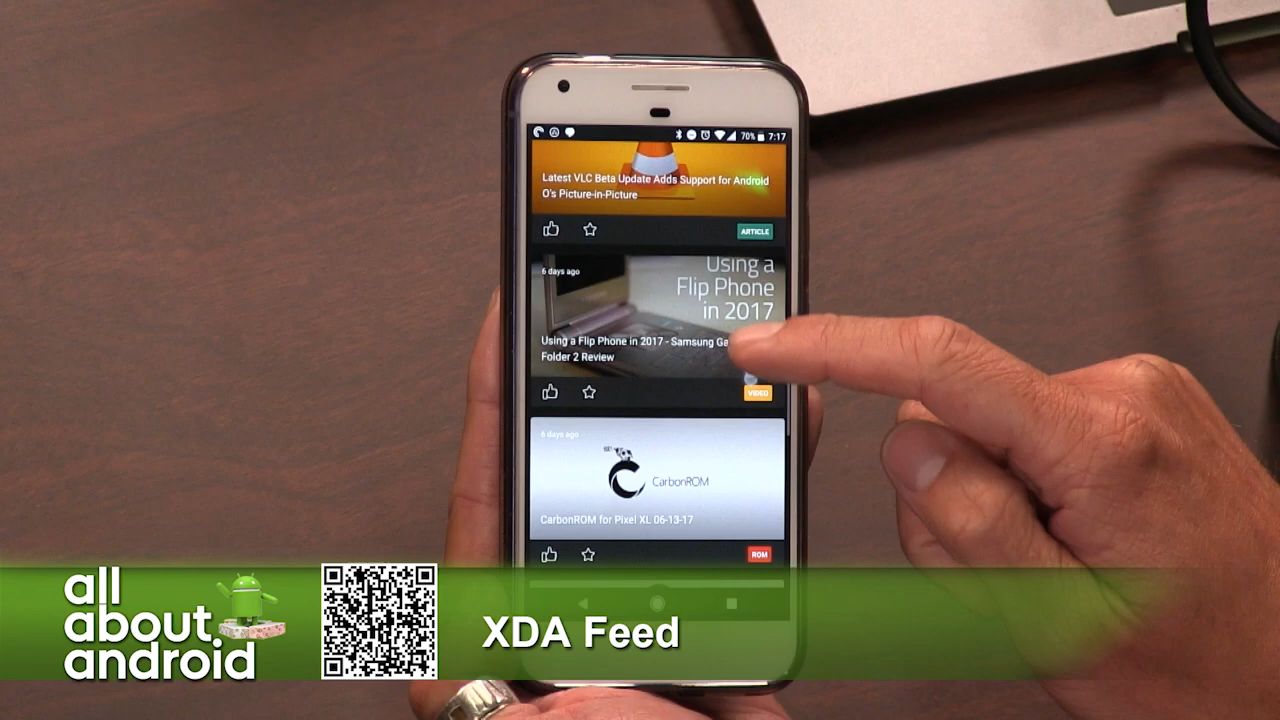 70% 7:17
Latest VLC Beta Update Adds Support for Android
O's Picture-in-Picture
ARTICLE
6 days ago
Using a
Flip Phone
in 2017
Using a Flip Phone in 2017 - Samsung Ga
Folder 2 Review
VIDEO
6 days ago
CarbonROM
CarbonROM for Pixel XL 06-13-17
ROM
all
about
android
XDA Feed